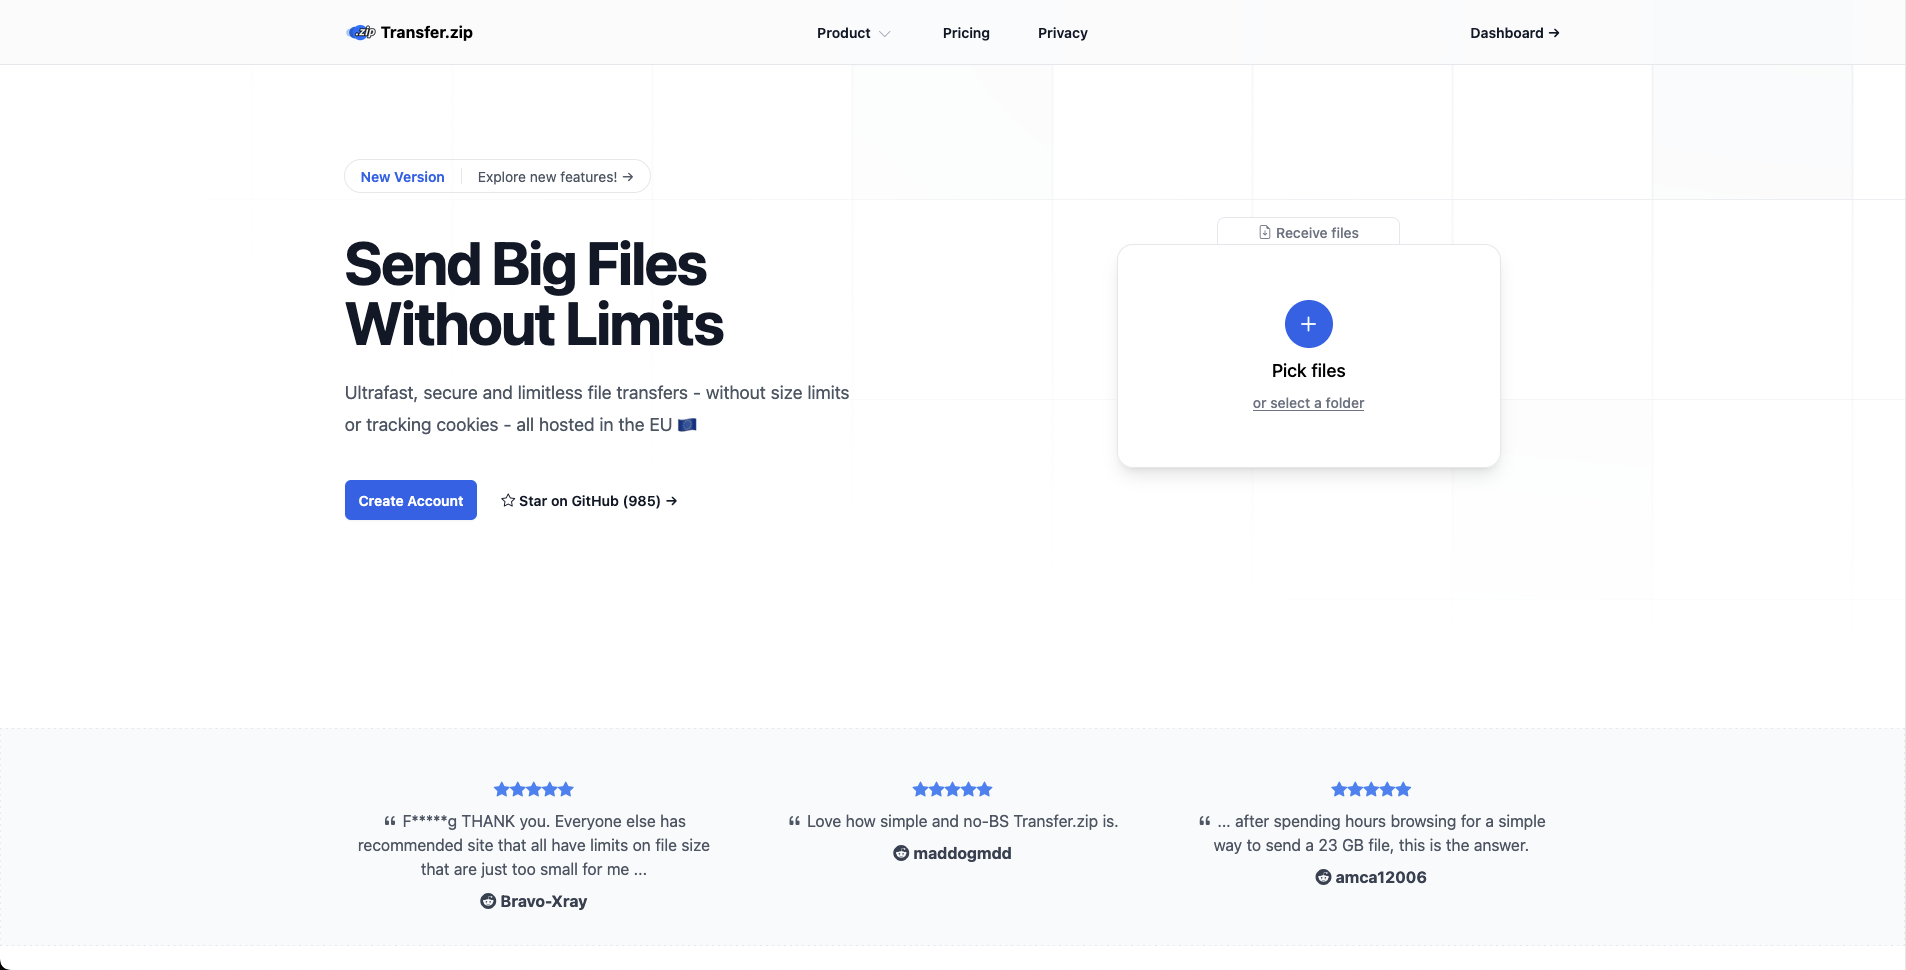 .zip Transfer.zip
Product
Pricing
Privacy
Dashboard →
New Version
Explore new features! →
Send Big Files
Without Limits
Ultrafast, secure and limitless file transfers - without size limits
or tracking cookies - all hosted in the EU 🇪🇺
Create Account
Star on GitHub (985) →
Receive files
Pick files
or select a folder
“ F*****g THANK you. Everyone else has
recommended site that all have limits on file size
that are just too small for me ...
Bravo-Xray
“ Love how simple and no-BS Transfer.zip is.
maddogmdd
“ ... after spending hours browsing for a simple
way to send a 23 GB file, this is the answer.
amca12006